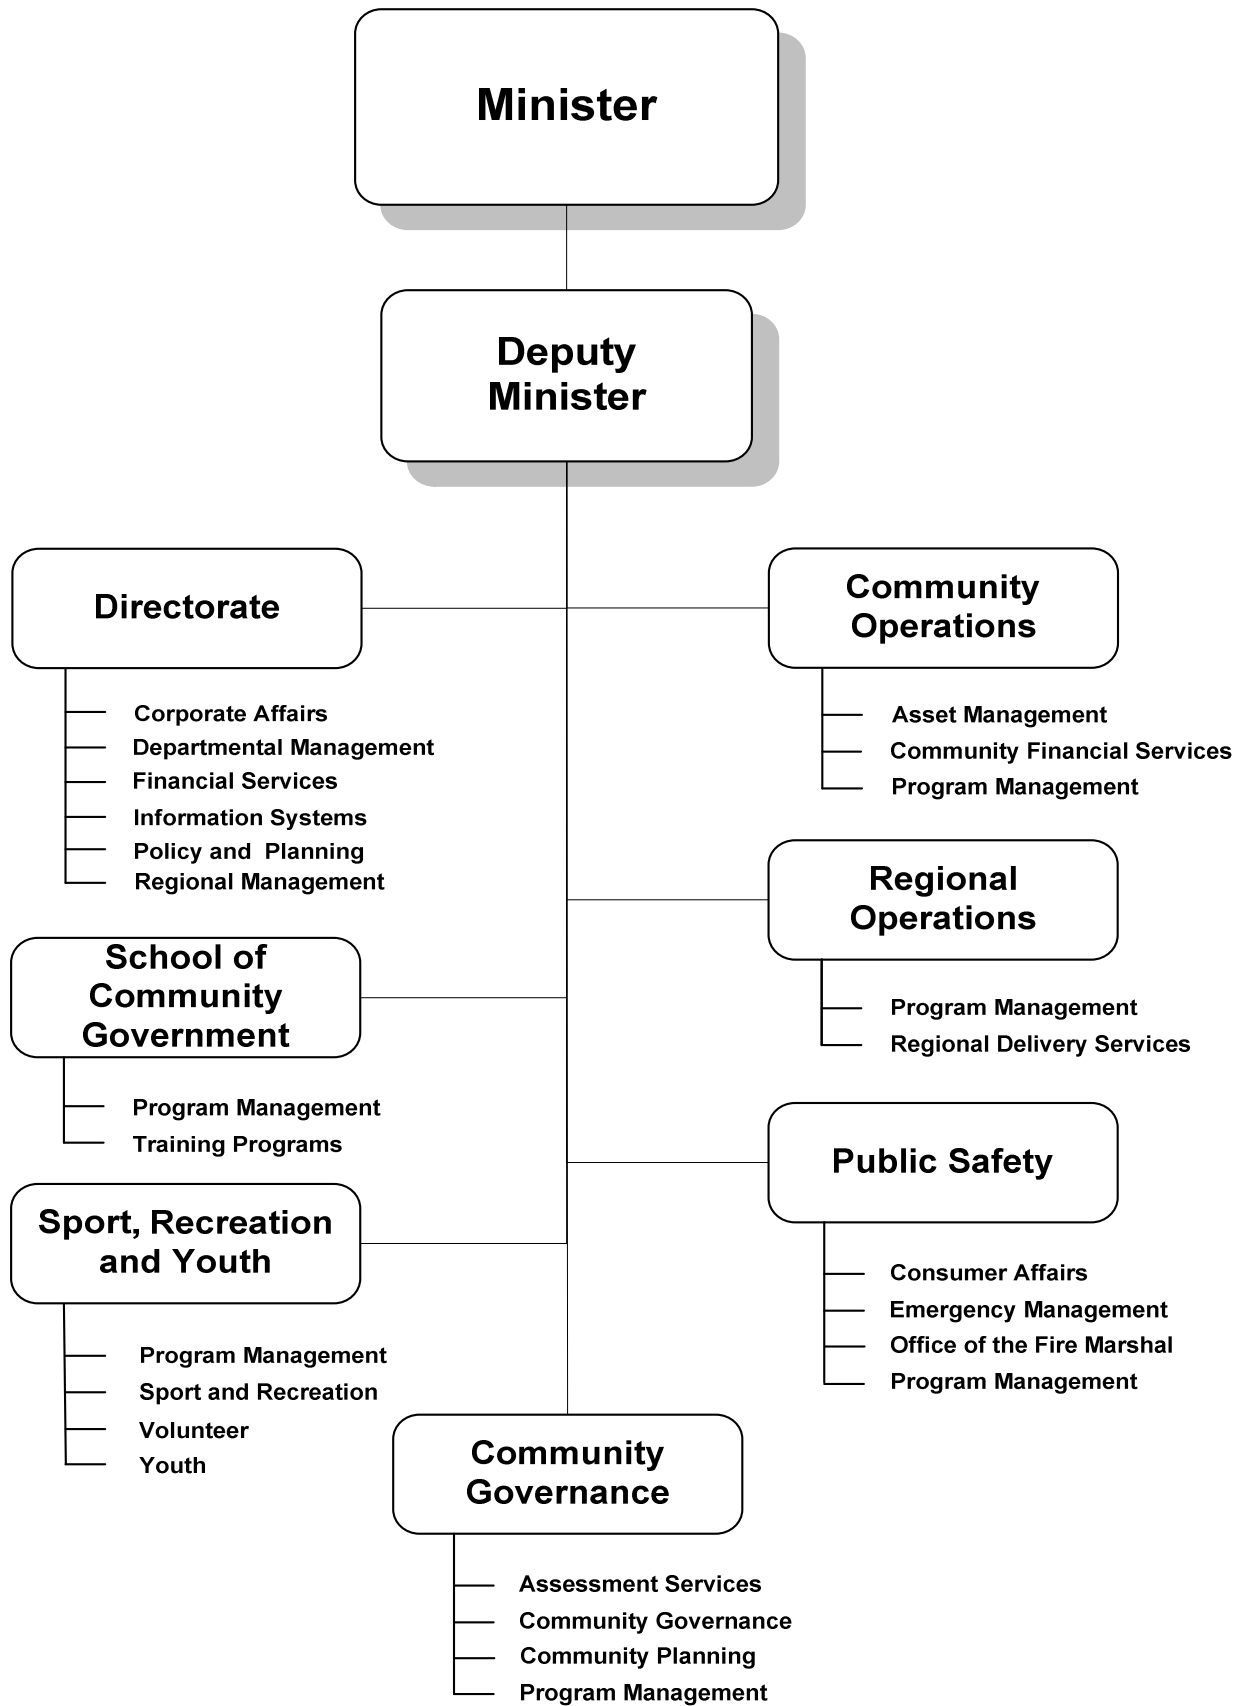 Minister
Deputy
Minister
Directorate
Corporate Affairs
Departmental Management
Financial Services
Information Systems
Policy and  Planning
Regional Management
Community
Operations
Asset Management
Community Financial Services
Program Management
Regional
Operations
Program Management
Regional Delivery Services
School of
Community
Government
Program Management
Training Programs
Public Safety
Consumer Affairs
Emergency Management
Office of the Fire Marshal
Program Management
Sport, Recreation
and Youth
Program Management
Sport and Recreation
Volunteer
Youth
Community
Governance
Assessment Services
Community Governance
Community Planning
Program Management